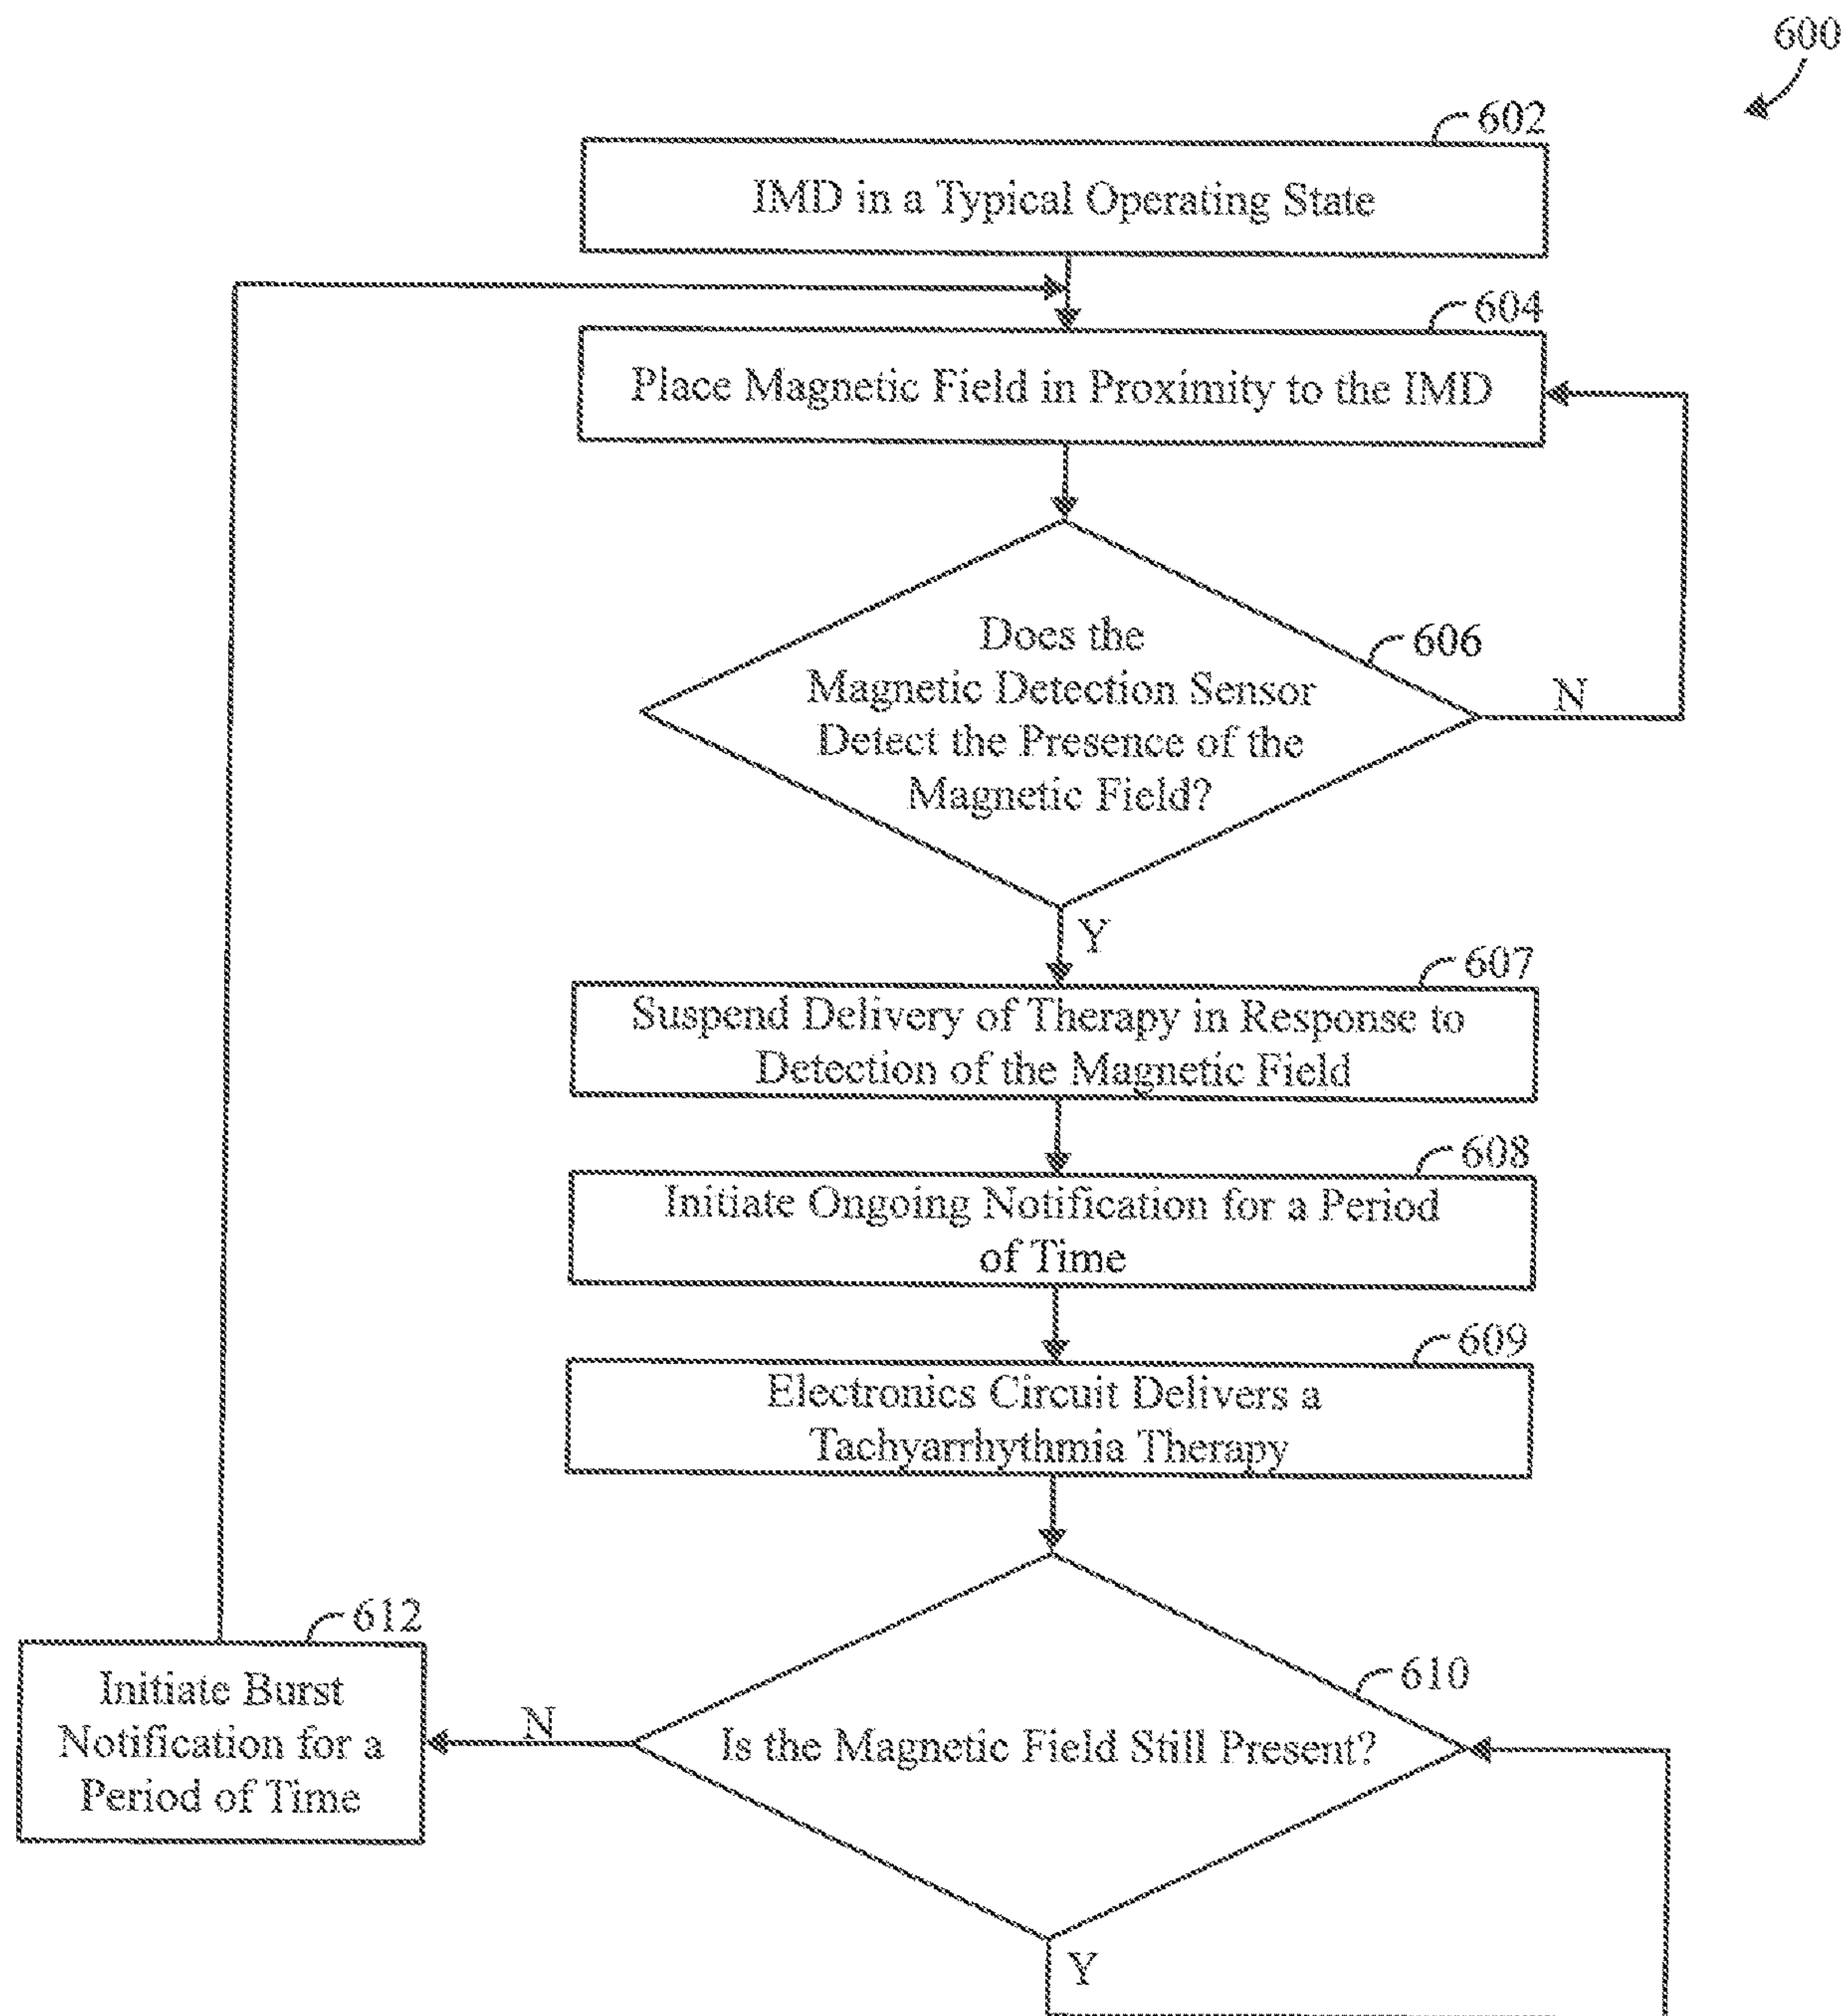 600
602
IMD in a Typical Operating State
604
Place Magnetic Field in Proximity to the IMD
Does the
Magnetic Detection Sensor
Detect the Presence of the
Magnetic Field?
606
N
Y
607
Suspend Delivery of Therapy in Response to
Detection of the Magnetic Field
608
Initiate Ongoing Notification for a Period
of Time
609
Electronics Circuit Delivers a
Tachyarrhythmia Therapy
612
Initiate Burst
Notification for a
Period of Time
N
610
Is the Magnetic Field Still Present?
Y